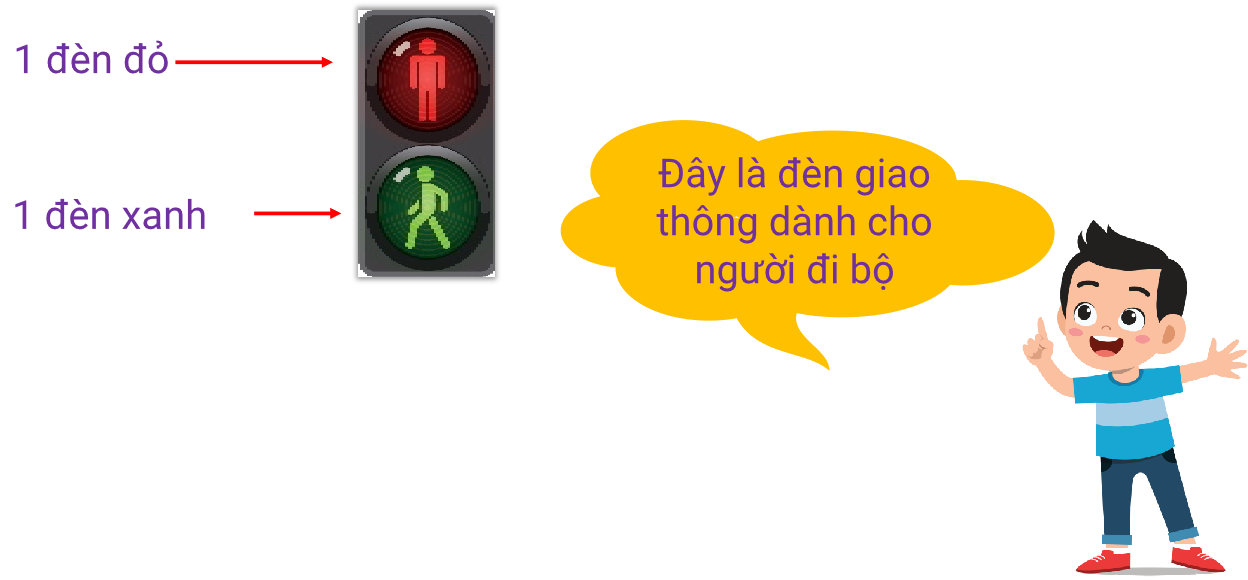 1 đèn đỏ
1 đèn xanh
Đây là đèn giao
thông dành cho
người đi bộ